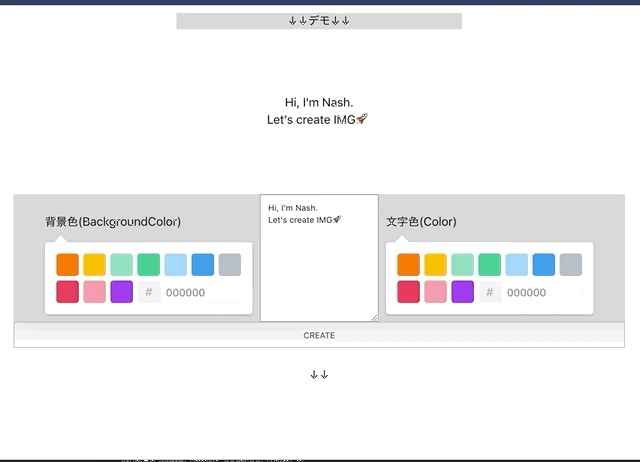 ↓↓デモ↓↓
Hi, I'm Nash.
Let's create IMG🚀
背景色(BackgroundColor)
# 000000
Hi, I'm Nash.
Let's create IMG🚀
文字色(Color)
# 000000
CREATE
↓↓